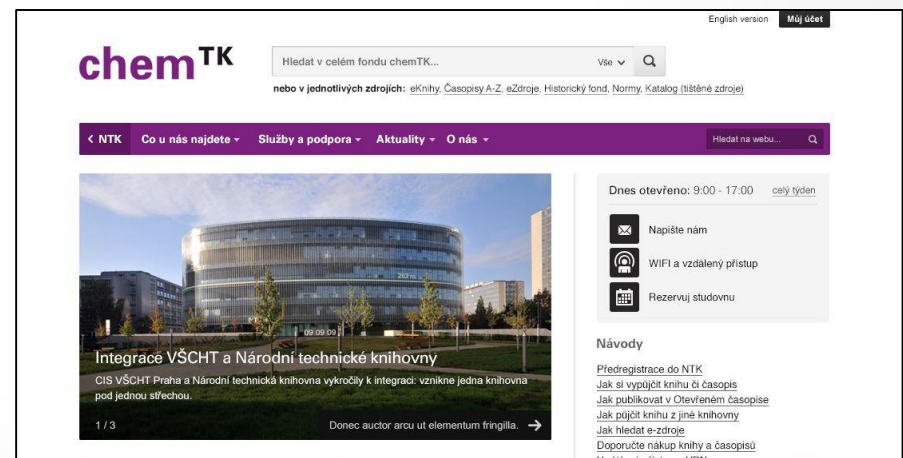 English version Můj účet
chemTK
Hledat v celém fondu chemTK... Vše
nebo v jednotlivých zdrojích: eKnihy, Časopisy A-Z, eZdroje, Historický fond, Normy, Katalog (tištěné zdroje)
< NTK Co u nás najdete Služby a podpora Aktuality O nás Hledat na webu...
Dnes otevřeno: 9:00 - 17:00 celý týden
Napište nám
WIFI a vzdálený přístup
Rezervuj studovnu
09 09 09
Integrace VŠCHT a Národní technické knihovny
CIS VŠCHT Praha a Národní technická knihovna vykročily k integraci: vznikne jedna knihovna
pod jednou střechou.
1 / 3 Donec auctor arcu ut elementum fringilla.
Návody
Předregistrace do NTK
Jak si vypůjčit knihu či časopis
Jak publikovat v Otevřeném časopise
Jak půjčit knihu z jiné knihovny
Jak hledat e-zdroje
Doporučte nákup knihy a časopisů